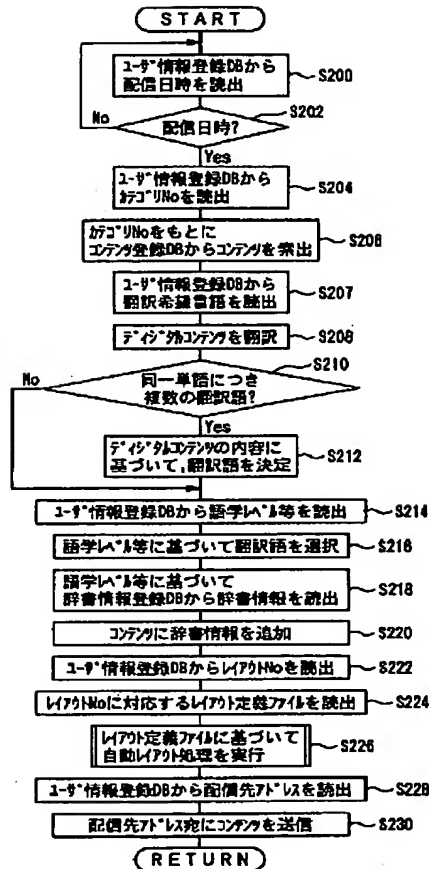 START
ユーザ情報登録DBから
配信日時を読出
S200
No
配信日時?
S202
Yes
ユーザ情報登録DBから
カテゴリNoを読出
S204
カテゴリNoをもとに
コンテンツ登録DBからコンテンツを索出
S206
ユーザ情報登録DBから
翻訳希望言語を読出
S207
ディジタルコンテンツを翻訳
S208
No
同一単語につき
複数の翻訳語?
S210
Yes
ディジタルコンテンツの内容に
基づいて,翻訳語を決定
S212
ユーザ情報登録DBから語学レベル等を読出
S214
語学レベル等に基づいて翻訳語を選択
S216
語学レベル等に基づいて
辞書情報登録DBから辞書情報を読出
S218
コンテンツに辞書情報を追加
S220
ユーザ情報登録DBからレイアウトNoを読出
S222
レイアウトNoに対応するレイアウト定義ファイルを読出
S224
レイアウト定義ファイルに基づいて
自動レイアウト処理を実行
S226
ユーザ情報登録DBから配信先アドレスを読出
S228
配信先アドレス宛にコンテンツを送信
S230
RETURN